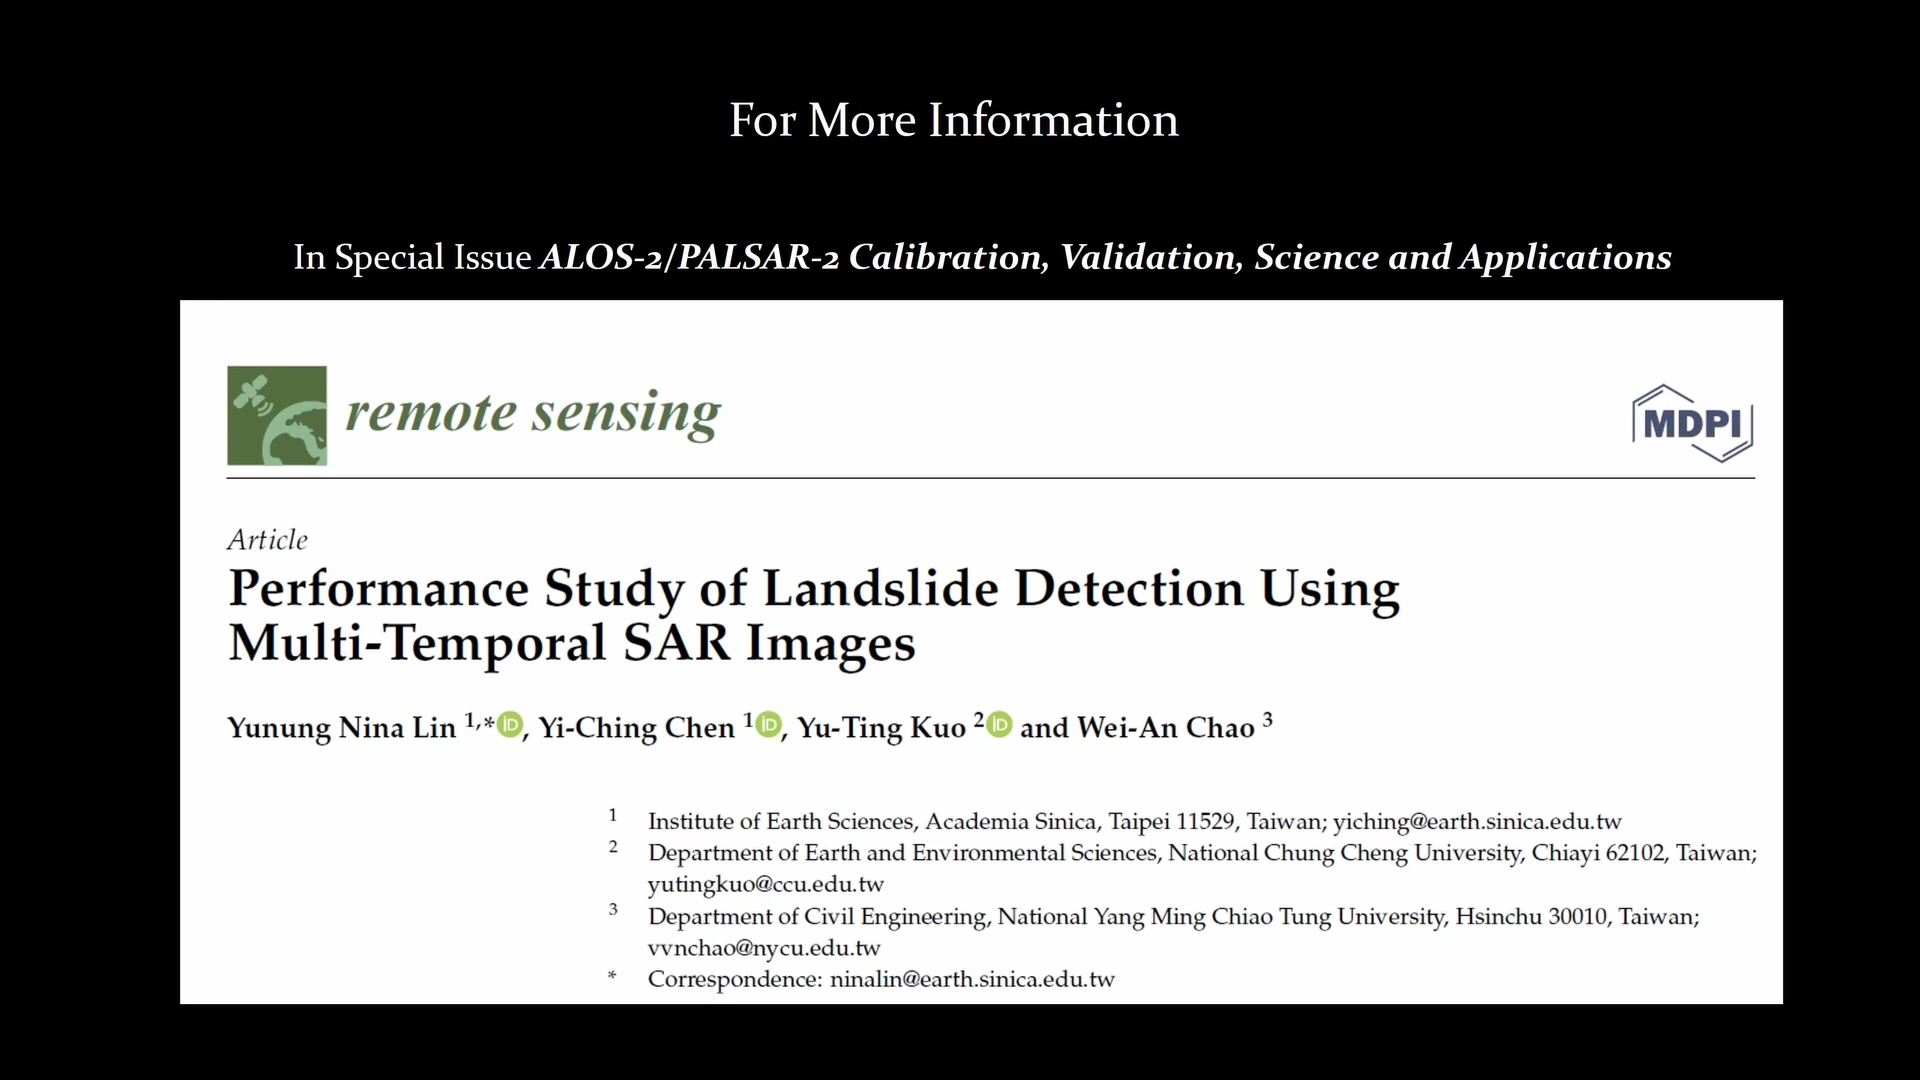 For More Information
In Special Issue ALOS-2/PALSAR-2 Calibration, Validation, Science and Applications
remote sensing
MDPI
Article
Performance Study of Landslide Detection Using
Multi-Temporal SAR Images
Yunung Nina Lin 1,* iD, Yi-Ching Chen 1 iD, Yu-Ting Kuo 2 iD and Wei-An Chao 3
1 Institute of Earth Sciences, Academia Sinica, Taipei 11529, Taiwan; yiching@earth.sinica.edu.tw
2 Department of Earth and Environmental Sciences, National Chung Cheng University, Chiayi 62102, Taiwan;
yutingkuo@ccu.edu.tw
3 Department of Civil Engineering, National Yang Ming Chiao Tung University, Hsinchu 30010, Taiwan;
vvnchao@nycu.edu.tw
* Correspondence: ninalin@earth.sinica.edu.tw